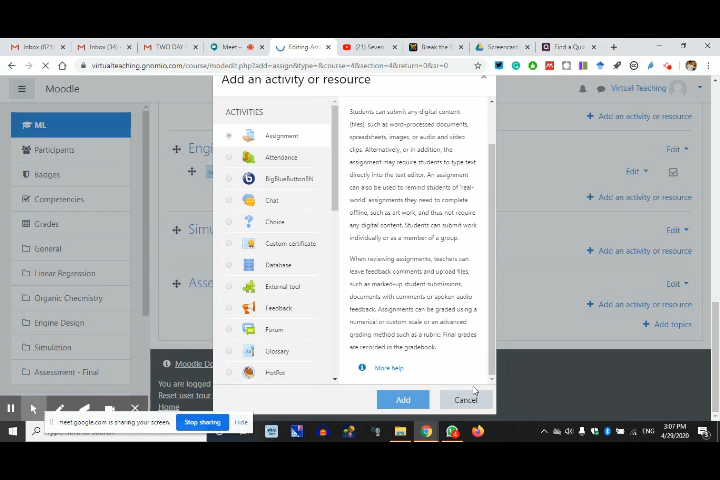 Inbox (821)
Inbox (34) -
TWO DAY
Meet –
Editing As
(21) Seven
Break the
Screencast
Find a Quiz
virtualteaching.gnomio.com/course/modedit.php?add=assign&type=&course=4&section=4&return=0&sr=0
Moodle
Virtual Teaching
Add an activity or resource
ML
Participants
Badges
Competencies
Grades
General
Linear Regression
Organic Checmistry
Engine Design
Simulation
Assessment - Final
ACTIVITIES
Assignment
Attendance
BigBlueButtonBN
Chat
Choice
Custom certificate
Database
External tool
Feedback
Forum
Glossary
HotPot
Students can submit any digital content
(files), such as word-processed documents,
spreadsheets, images, or audio and video
clips. Alternatively, or in addition, the
assignment may require students to type text
directly into the text editor. An assignment
can also be used to remind students of 'real-
world' assignments they need to complete
offline, such as art work, and thus not require
any digital content. Students can submit work
individually or as a member of a group.
When reviewing assignments, teachers can
leave feedback comments and upload files,
such as marked-up student submissions,
documents with comments or spoken audio
feedback. Assignments can be graded using a
numerical or custom scale or an advanced
grading method such as a rubric. Final grades
are recorded in the gradebook.
More help
Add
Cancel
Add an activity or resource
Engi
Edit
Edit
Add an activity or resource
Simu
Edit
Add an activity or resource
Asse
Edit
Add an activity or resource
Add topics
Moodle Do
You are logged
Reset user tour
Home
meet.google.com is sharing your screen.
Stop sharing
Hide
Type here to search
ENG
3:07 PM
4/29/2020